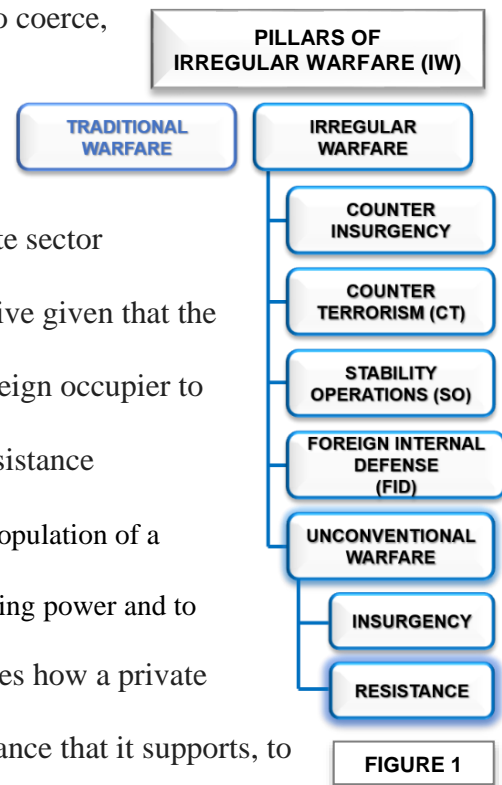 o coerce,
te sector
ive given that the
eign occupier to
sistance
opulation of a
ing power and to
es how a private
ance that it supports, to
PILLARS OF
IRREGULAR WARFARE (IW)
TRADITIONAL
WARFARE
IRREGULAR
WARFARE
COUNTER
INSURGENCY
COUNTER
TERRORISM (CT)
STABILITY
OPERATIONS (SO)
FOREIGN INTERNAL
DEFENSE
(FID)
UNCONVENTIONAL
WARFARE
INSURGENCY
RESISTANCE
FIGURE 1